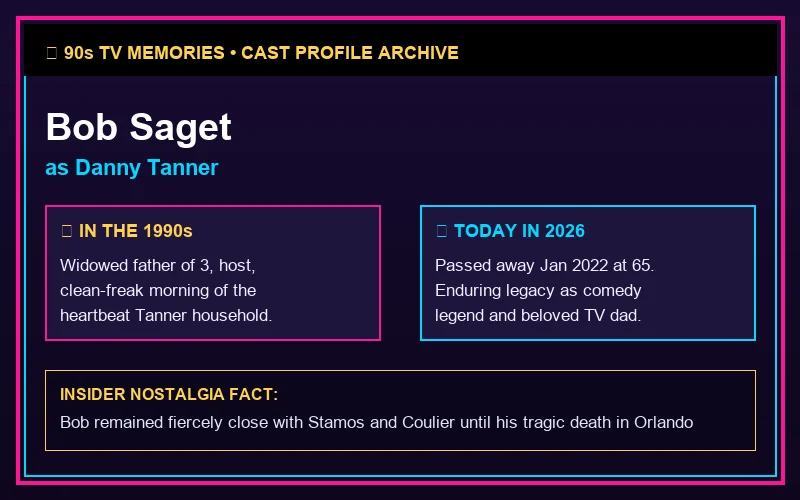 90s TV MEMORIES • CAST PROFILE ARCHIVE
Bob Saget
as Danny Tanner
IN THE 1990s
Widowed father of 3, host,
clean-freak morning of the
heartbeat Tanner household.
TODAY IN 2026
Passed away Jan 2022 at 65.
Enduring legacy as comedy
legend and beloved TV dad.
INSIDER NOSTALGIA FACT:
Bob remained fiercely close with Stamos and Coulier until his tragic death in Orlando